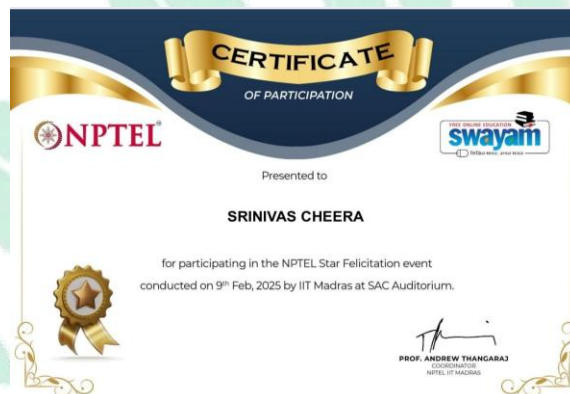 CERTIFICATE
OF PARTICIPATION
NPTEL
FREE ONLINE EDUCATION
swayam
Presented to
SRINIVAS CHEERA
for participating in the NPTEL Star Felicitation event
conducted on 9th Feb, 2025 by IIT Madras at SAC Auditorium.
PROF. ANDREW THANGARAJ
COORDINATOR
NPTEL IIT MADRAS